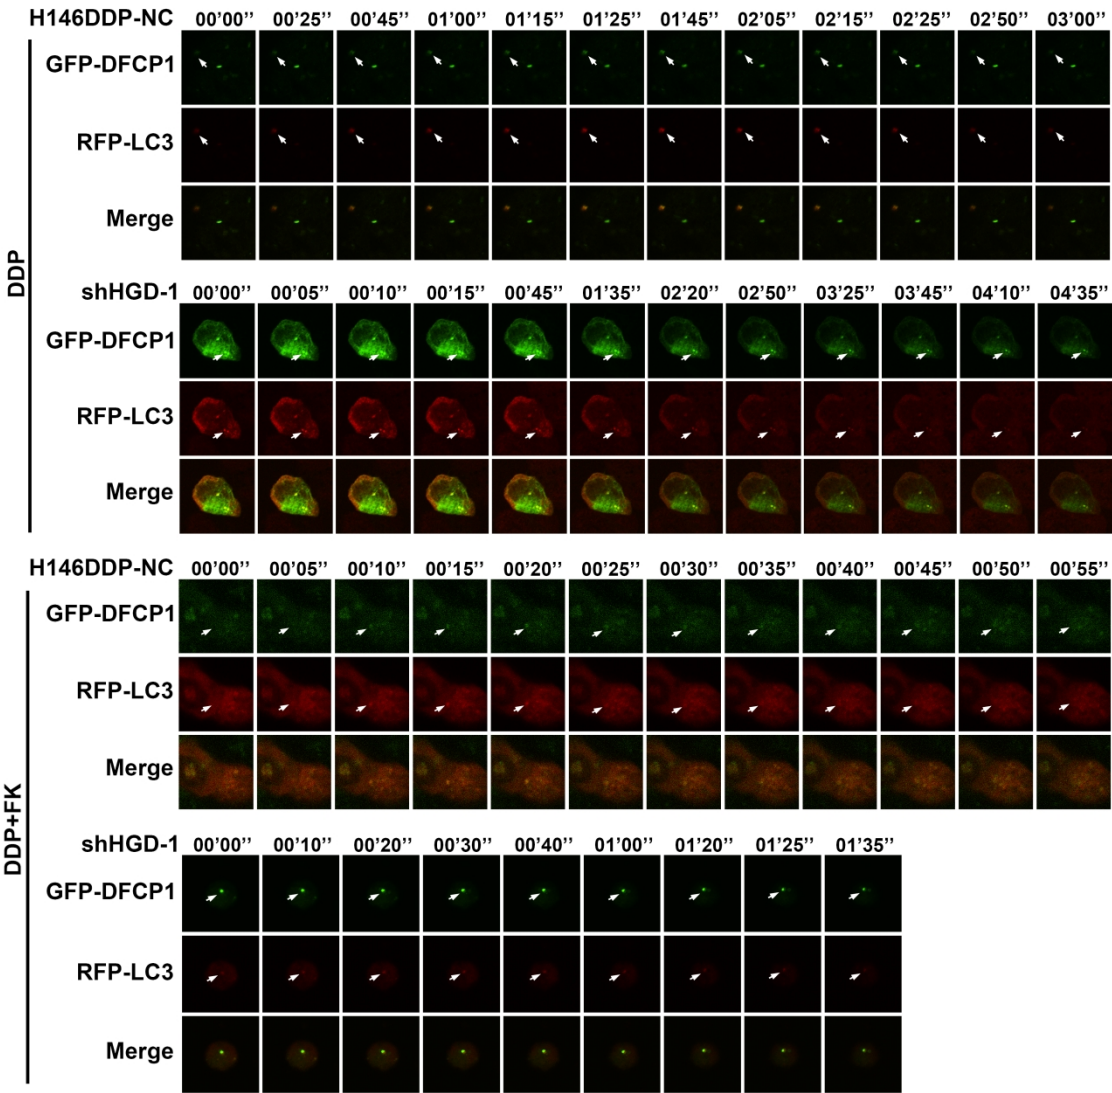 H146DDP-NC 00’00’’ 00’25’’ 00’45’’ 01’00’’ 01’15’’ 01’25’’ 01’45’’ 02’05’’ 02’15’’ 02’25’’ 02’50’’ 03’00’’
GFP-DFCP1
RFP-LC3
Merge
DDP
shHGD-1 00’00’’ 00’05’’ 00’10’’ 00’15’’ 00’45’’ 01’35’’ 02’20’’ 02’50’’ 03’25’’ 03’45’’ 04’10’’ 04’35’’
GFP-DFCP1
RFP-LC3
Merge
H146DDP-NC 00’00’’ 00’05’’ 00’10’’ 00’15’’ 00’20’’ 00’25’’ 00’30’’ 00’35’’ 00’40’’ 00’45’’ 00’50’’ 00’55’’
GFP-DFCP1
RFP-LC3
Merge
DDP+FK
shHGD-1 00’00’’ 00’10’’ 00’20’’ 00’30’’ 00’40’’ 01’00’’ 01’20’’ 01’25’’ 01’35’’
GFP-DFCP1
RFP-LC3
Merge